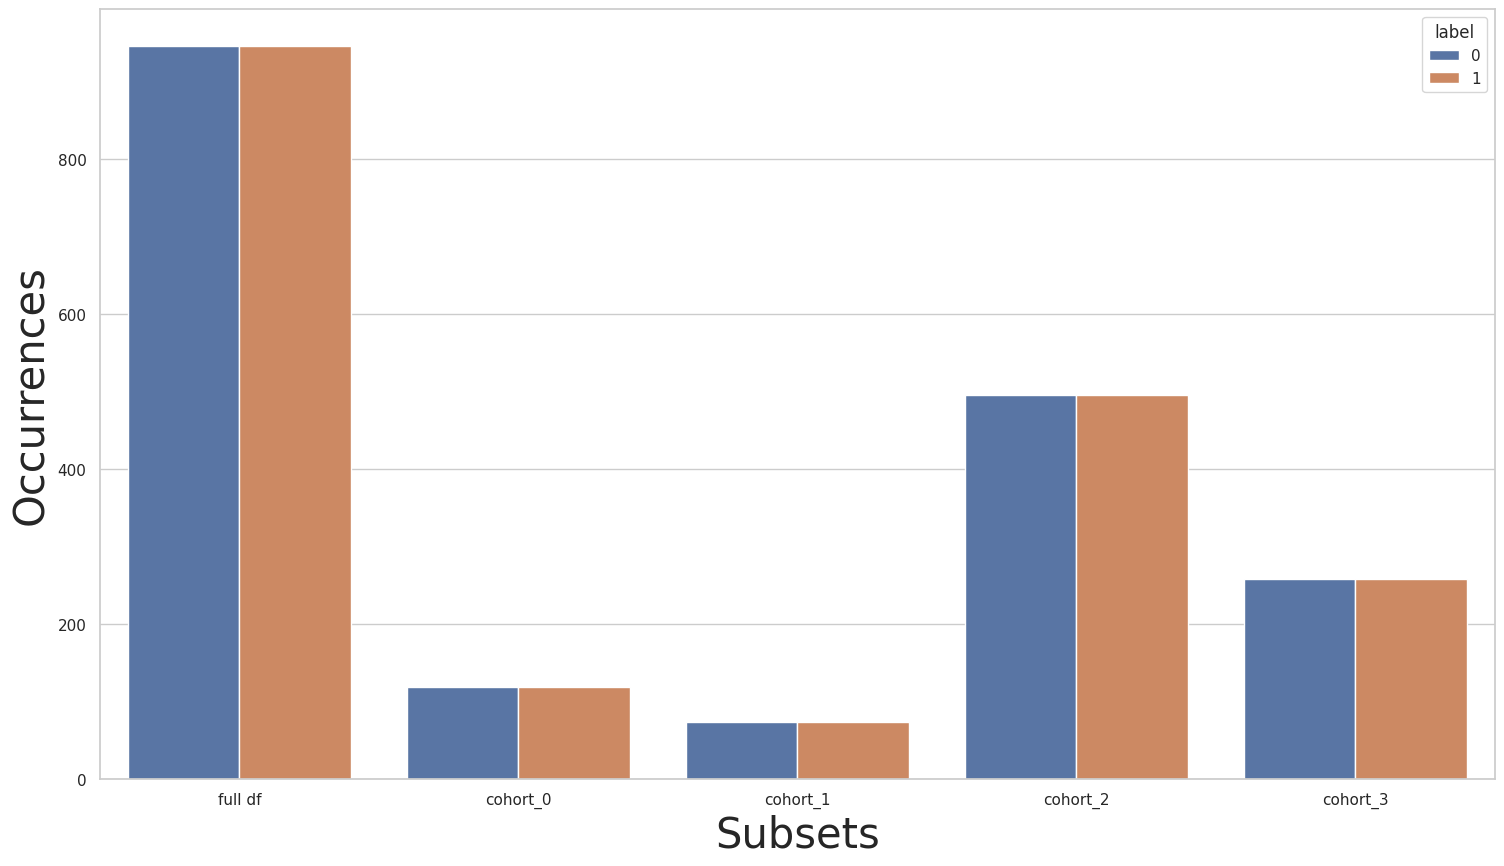 label
0
1
800
600
400
200
0
Occurrences
full df
cohort_0
cohort_1
cohort_2
cohort_3
Subsets